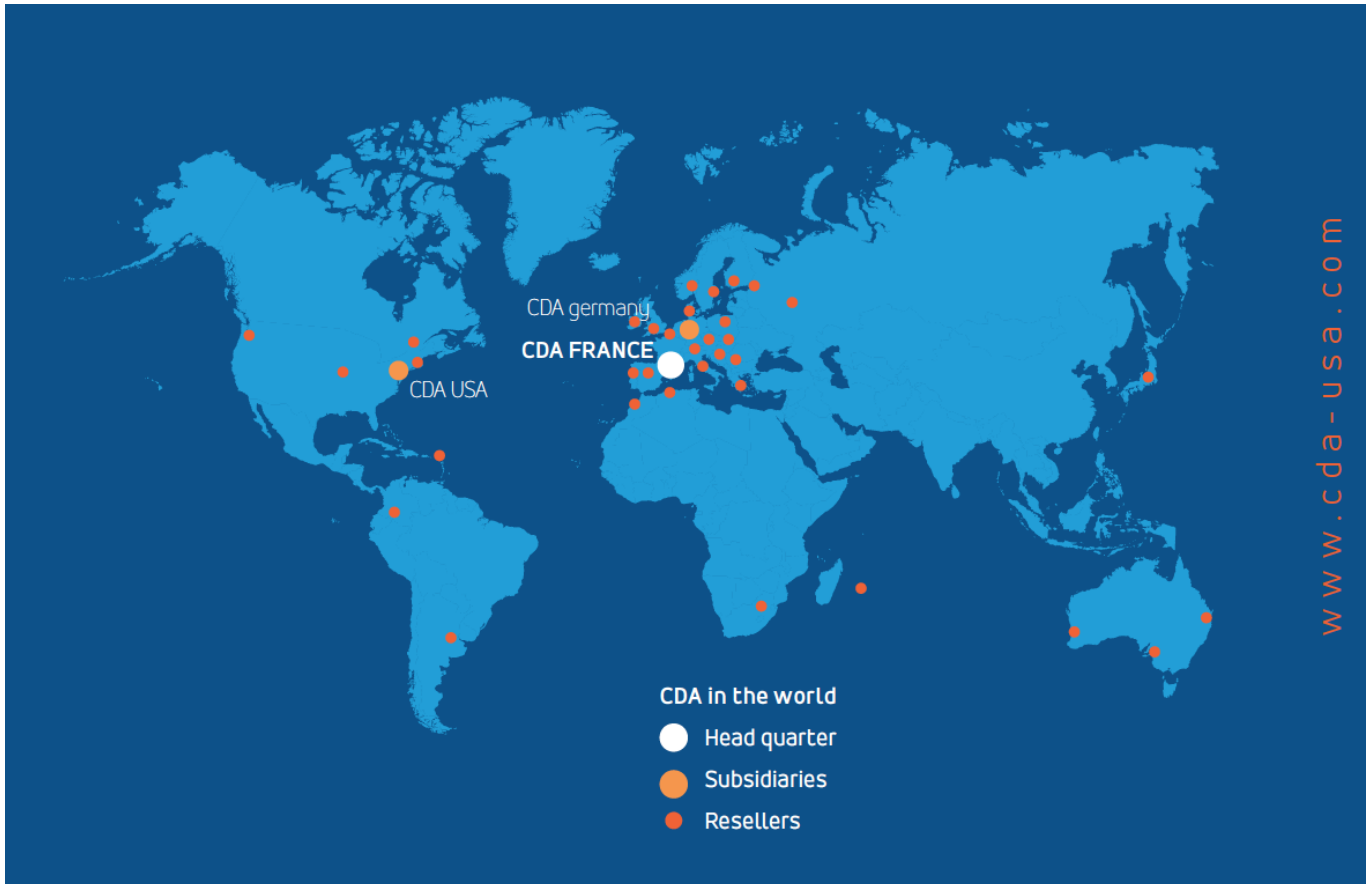 CDA germany
CDA FRANCE
CDA USA
www.cda-usa.com
CDA in the world
Head quarter
Subsidiaries
Resellers